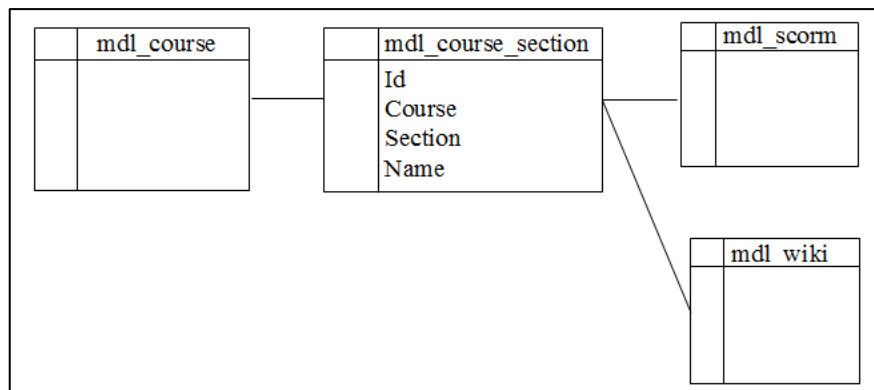 mdl_course
mdl_course_section
Id
Course
Section
Name
mdl_scorm
mdl_wiki